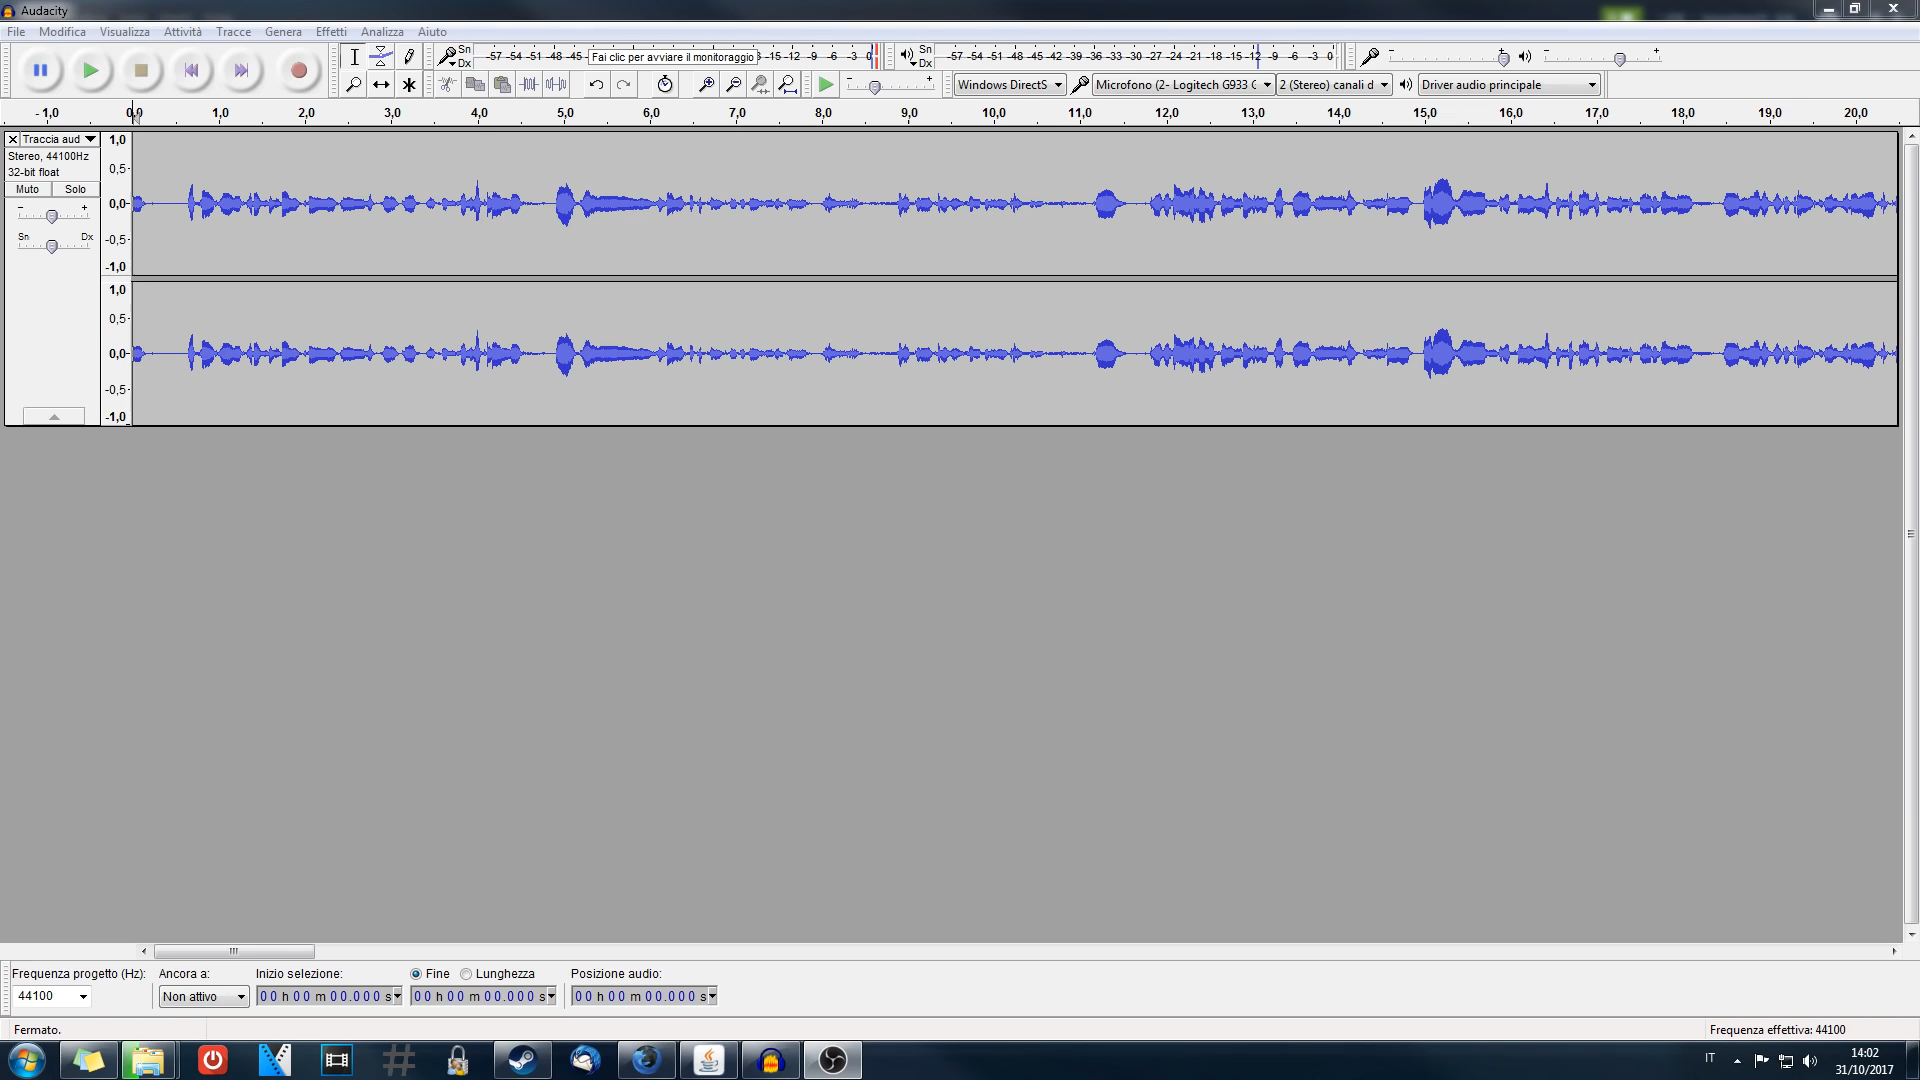 Audacity
File Modifica Visualizza Attività Tracce Genera Effetti Analizza Aiuto
Sn
Dx
-57 -54 -51 -48 -45 Fai clic per avviare il monitoraggio -15 -12 -9 -6 -3 0
Sn
Dx
-57 -54 -51 -48 -45 -42 -39 -36 -33 -30 -27 -24 -21 -18 -15 -12 -9 -6 -3 0
- +
- +
- +
Windows DirectS
Microfono (2- Logitech G933 G
2 (Stereo) canali d
Driver audio principale
- 1,0 0,0 1,0 2,0 3,0 4,0 5,0 6,0 7,0 8,0 9,0 10,0 11,0 12,0 13,0 14,0 15,0 16,0 17,0 18,0 19,0 20,0
Traccia aud
Stereo, 44100Hz
32-bit float
Muto Solo
- +
Sn Dx
1,0
0,5-
0,0-
-0,5-
-1,0
1,0
0,5-
0,0-
-0,5-
-1,0
Frequenza progetto (Hz): Ancora a: Inizio selezione: Fine Lunghezza Posizione audio:
44100 Non attivo 00 h 00 m 00.000 s 00 h 00 m 00.000 s 00 h 00 m 00.000 s
Fermato. Frequenza effettiva: 44100
IT
14:02
31/10/2017